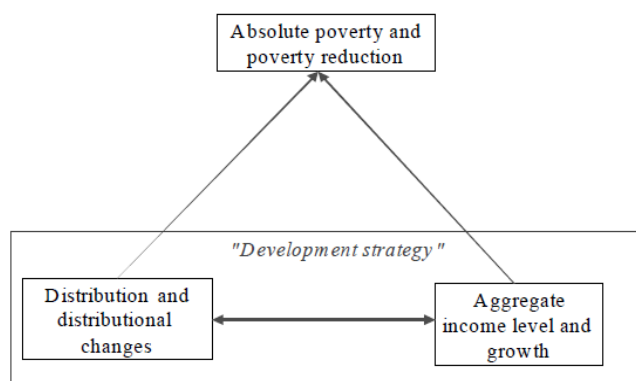 Absolute poverty and
poverty reduction
"Development strategy"
Distribution and
distributional
changes
Aggregate
income level and
growth